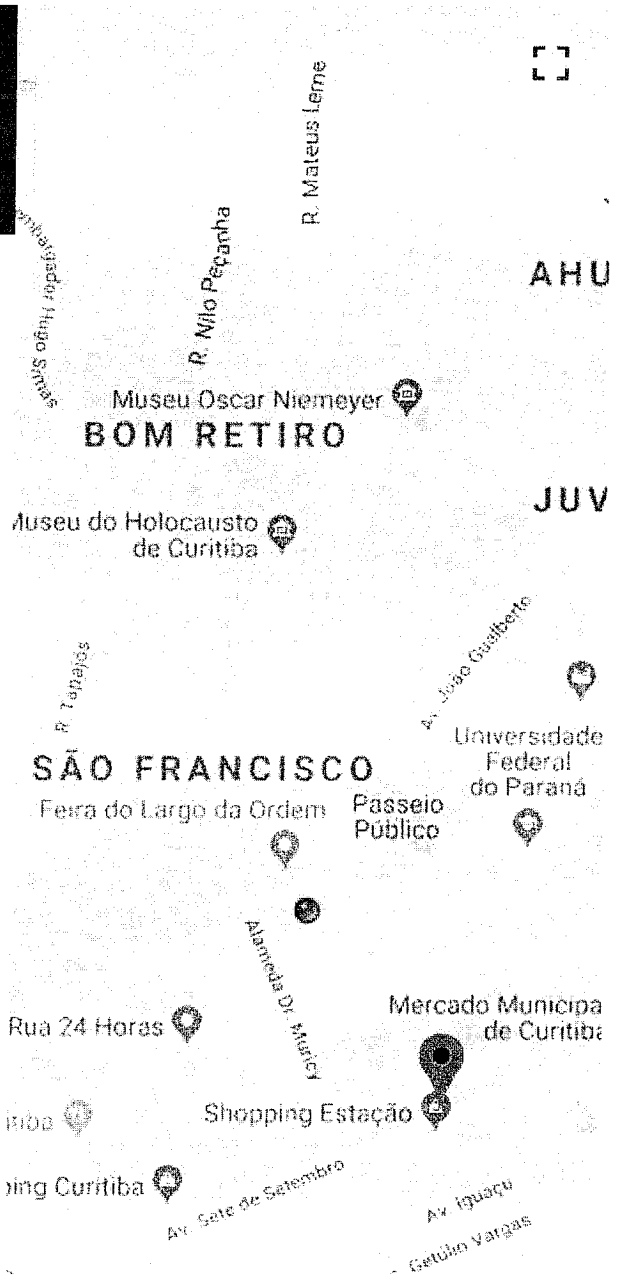 R. Mateus Leme
R. Nilo Peçanha
AHU
Museu Oscar Niemeyer
BOM RETIRO
JUV
Museu do Holocausto
de Curitiba
Av. João Gualberto
R. Tapajós
Universidade
Federal
do Paraná
SÃO FRANCISCO
Feira do Largo da Ordem
Passeio
Público
Alameda Dr. Muricy
Mercado Municipa
de Curitiba
Rua 24 Horas
Shopping Estação
ping Curitiba
Av. Sete de Setembro
Av. Iguaçu
Getúlio Vargas